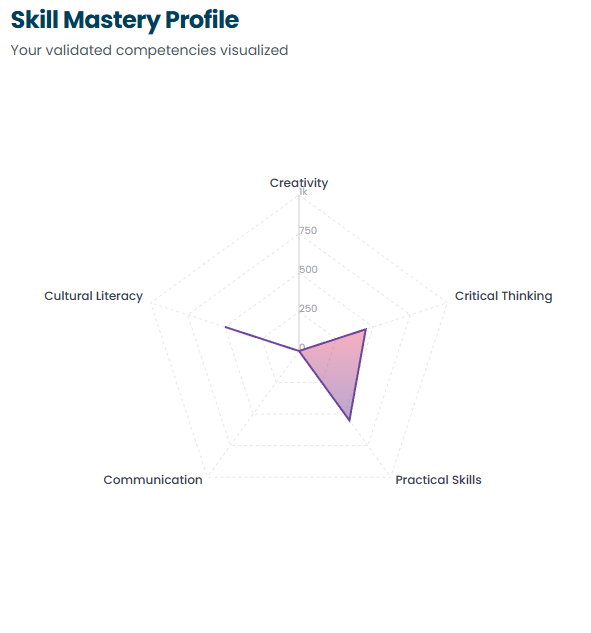 Skill Mastery Profile
Your validated competencies visualized
Creativity
1k
750
500
Cultural Literacy
Critical Thinking
250
0
Communication
Practical Skills